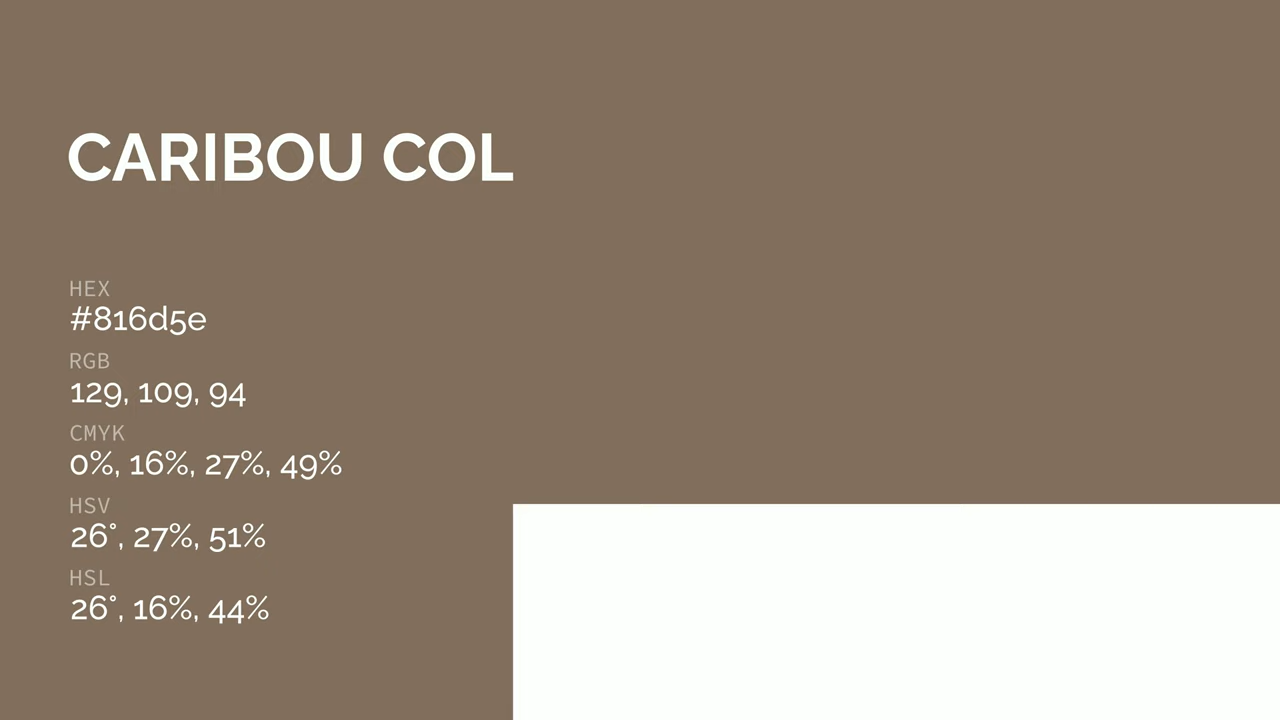 CARIBOU COL
HEX
#816d5e
RGB
129, 109, 94
CMYK
0%, 16%, 27%, 49%
HSV
26°, 27%, 51%
HSL
26°, 16%, 44%